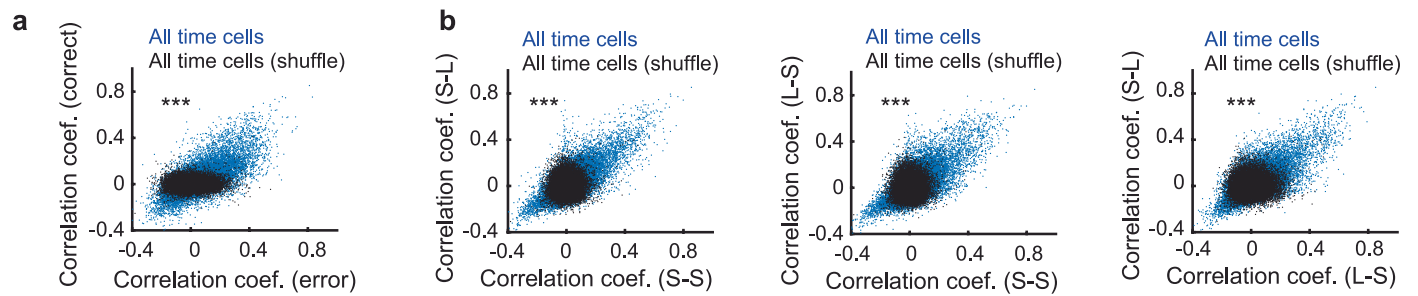 a
All time cells
All time cells (shuffle)
***
Correlation coef. (correct)
0.8
0.4
0
-0.4
-0.4
0
0.4
0.8
Correlation coef. (error)
b
All time cells
All time cells (shuffle)
***
Correlation coef. (S-L)
0.8
0.4
0
-0.4
-0.4
0
0.4
0.8
Correlation coef. (S-S)
All time cells
All time cells (shuffle)
***
Correlation coef. (L-S)
0.8
0.4
0
-0.4
-0.4
0
0.4
0.8
Correlation coef. (S-S)
All time cells
All time cells (shuffle)
***
Correlation coef. (S-L)
0.8
0.4
0
-0.4
-0.4
0
0.4
0.8
Correlation coef. (L-S)